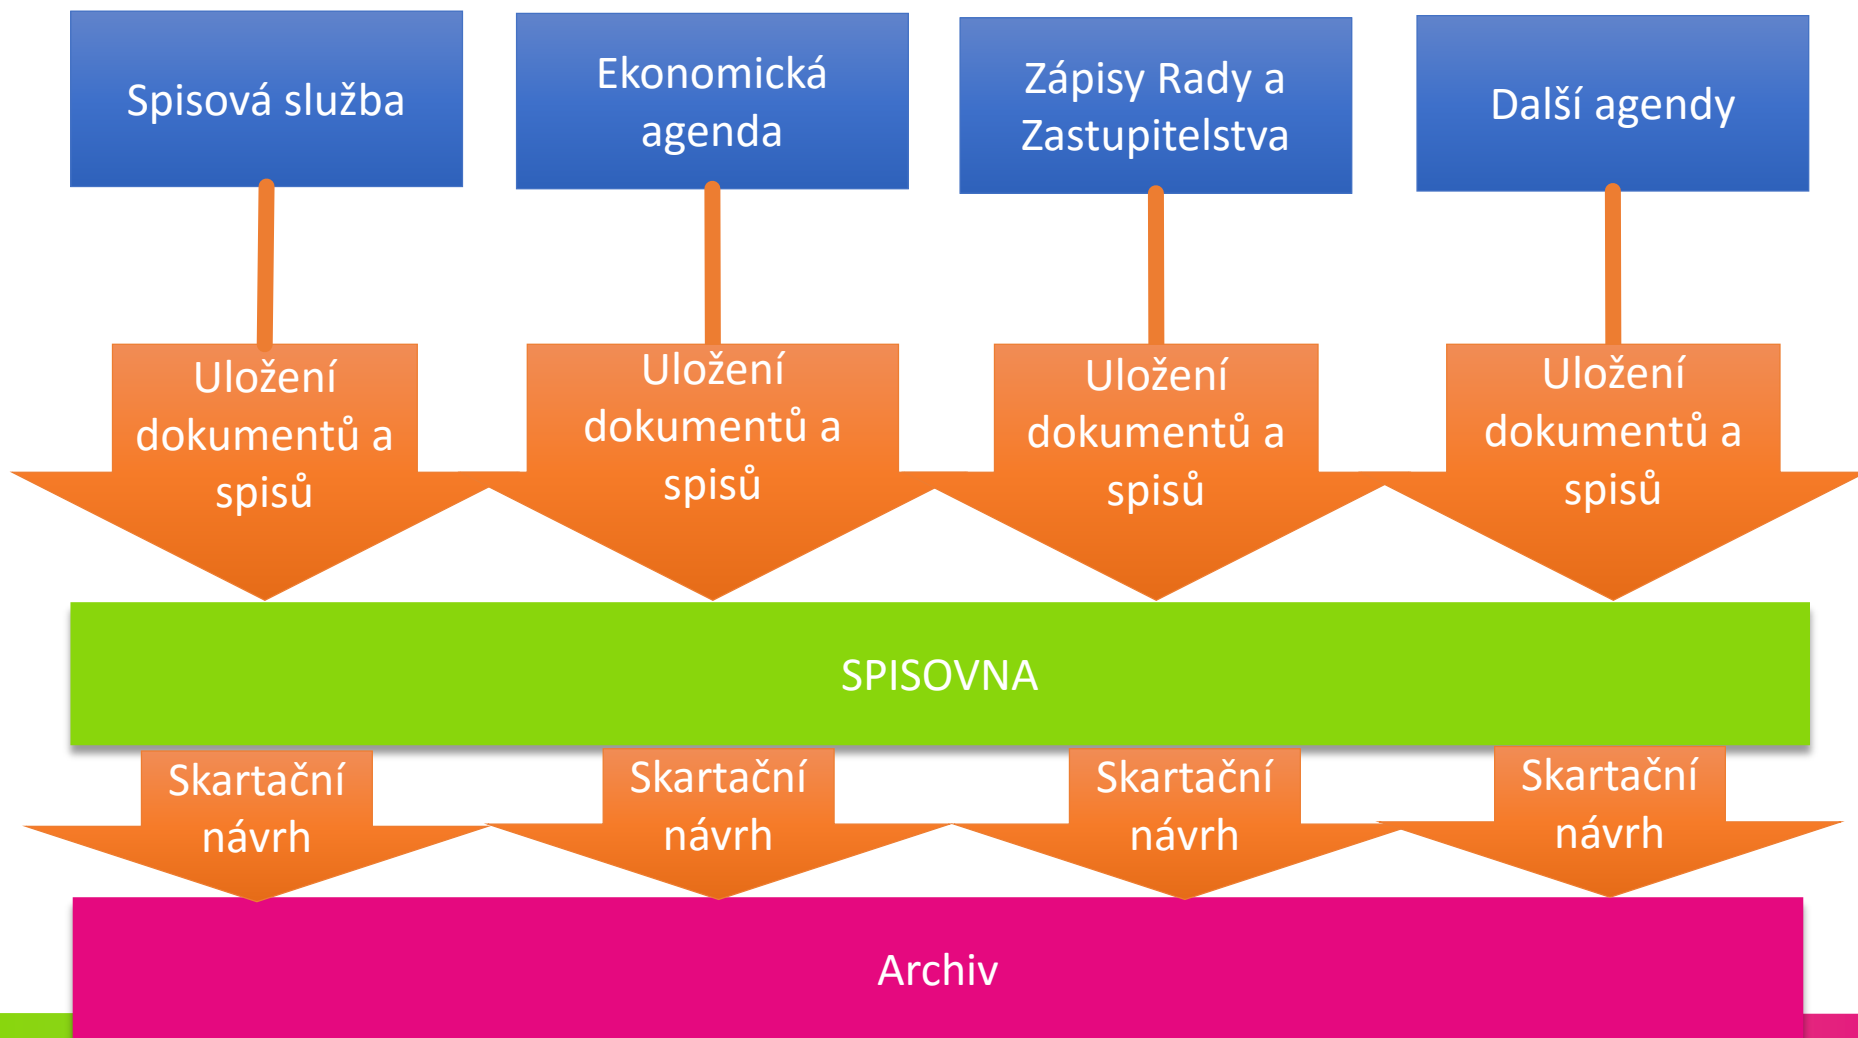 Spisová služba
Ekonomická
agenda
Zápisy Rady a
Zastupitelstva
Další agendy
Uložení
dokumentů a
spisů
Uložení
dokumentů a
spisů
Uložení
dokumentů a
spisů
Uložení
dokumentů a
spisů
SPISOVNA
Skartační
návrh
Skartační
návrh
Skartační
návrh
Skartační
návrh
Archiv